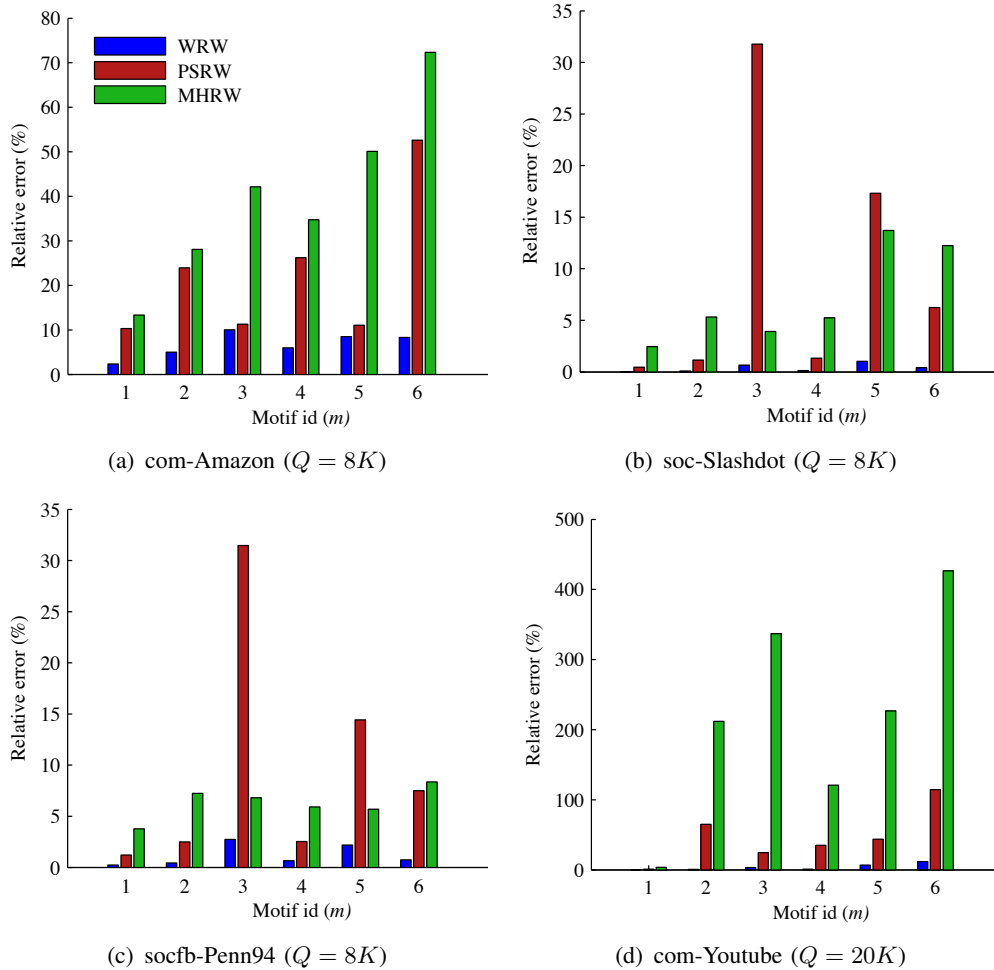 80
70
60
50
40
30
20
10
0
Relative error (%)
WRW
PSRW
MHRW
1 2 3 4 5 6
Motif id (m)
(a) com-Amazon (Q = 8K)
35
30
25
20
15
10
5
0
Relative error (%)
1 2 3 4 5 6
Motif id (m)
(b) soc-Slashdot (Q = 8K)
35
30
25
20
15
10
5
0
Relative error (%)
1 2 3 4 5 6
Motif id (m)
(c) socfb-Penn94 (Q = 8K)
500
400
300
200
100
0
Relative error (%)
1 2 3 4 5 6
Motif id (m)
(d) com-Youtube (Q = 20K)